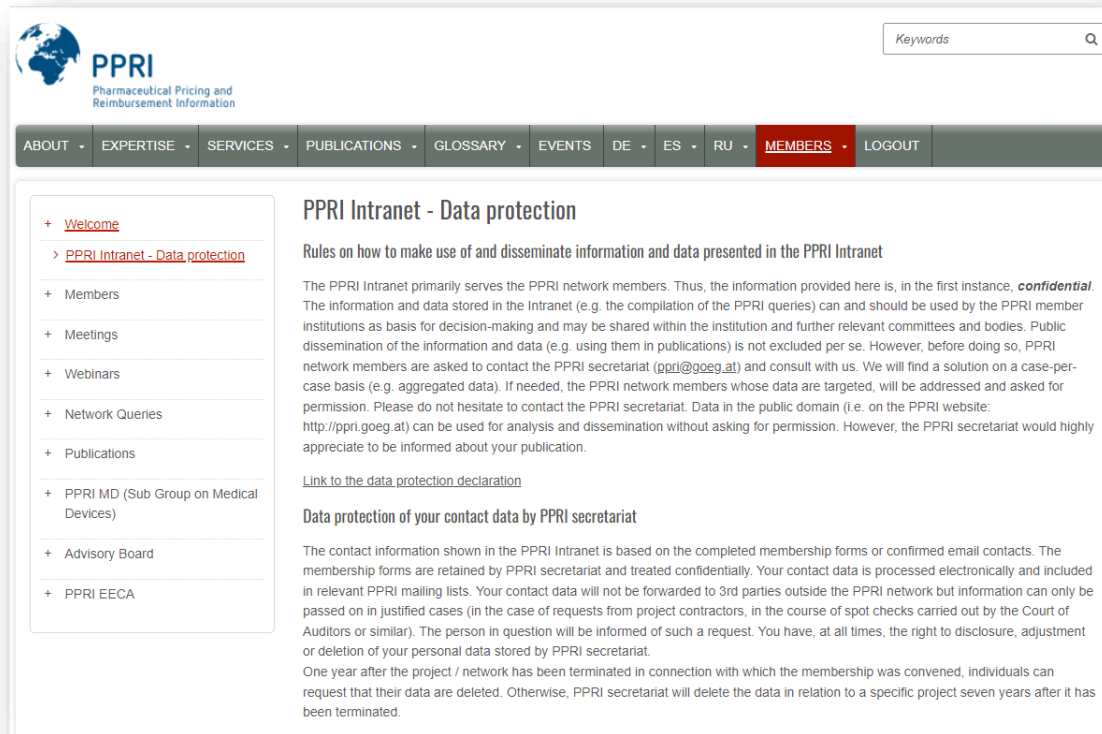 PPRI
Pharmaceutical Pricing and
Reimbursement Information
Keywords
ABOUT EXPERTISE SERVICES PUBLICATIONS GLOSSARY EVENTS DE ES RU MEMBERS LOGOUT
+ Welcome
> PPRI Intranet - Data protection
+ Members
+ Meetings
+ Webinars
+ Network Queries
+ Publications
+ PPRI MD (Sub Group on Medical
Devices)
+ Advisory Board
+ PPRI EECA
PPRI Intranet - Data protection
Rules on how to make use of and disseminate information and data presented in the PPRI Intranet
The PPRI Intranet primarily serves the PPRI network members. Thus, the information provided here is, in the first instance, confidential.
The information and data stored in the Intranet (e.g. the compilation of the PPRI queries) can and should be used by the PPRI member
institutions as basis for decision-making and may be shared within the institution and further relevant committees and bodies. Public
dissemination of the information and data (e.g. using them in publications) is not excluded per se. However, before doing so, PPRI
network members are asked to contact the PPRI secretariat (ppri@goeg.at) and consult with us. We will find a solution on a case-per-
case basis (e.g. aggregated data). If needed, the PPRI network members whose data are targeted, will be addressed and asked for
permission. Please do not hesitate to contact the PPRI secretariat. Data in the public domain (i.e. on the PPRI website:
http://ppri.goeg.at) can be used for analysis and dissemination without asking for permission. However, the PPRI secretariat would highly
appreciate to be informed about your publication.
Link to the data protection declaration
Data protection of your contact data by PPRI secretariat
The contact information shown in the PPRI Intranet is based on the completed membership forms or confirmed email contacts. The
membership forms are retained by PPRI secretariat and treated confidentially. Your contact data is processed electronically and included
in relevant PPRI mailing lists. Your contact data will not be forwarded to 3rd parties outside the PPRI network but information can only be
passed on in justified cases (in the case of requests from project contractors, in the course of spot checks carried out by the Court of
Auditors or similar). The person in question will be informed of such a request. You have, at all times, the right to disclosure, adjustment
or deletion of your personal data stored by PPRI secretariat.
One year after the project / network has been terminated in connection with which the membership was convened, individuals can
request that their data are deleted. Otherwise, PPRI secretariat will delete the data in relation to a specific project seven years after it has
been terminated.